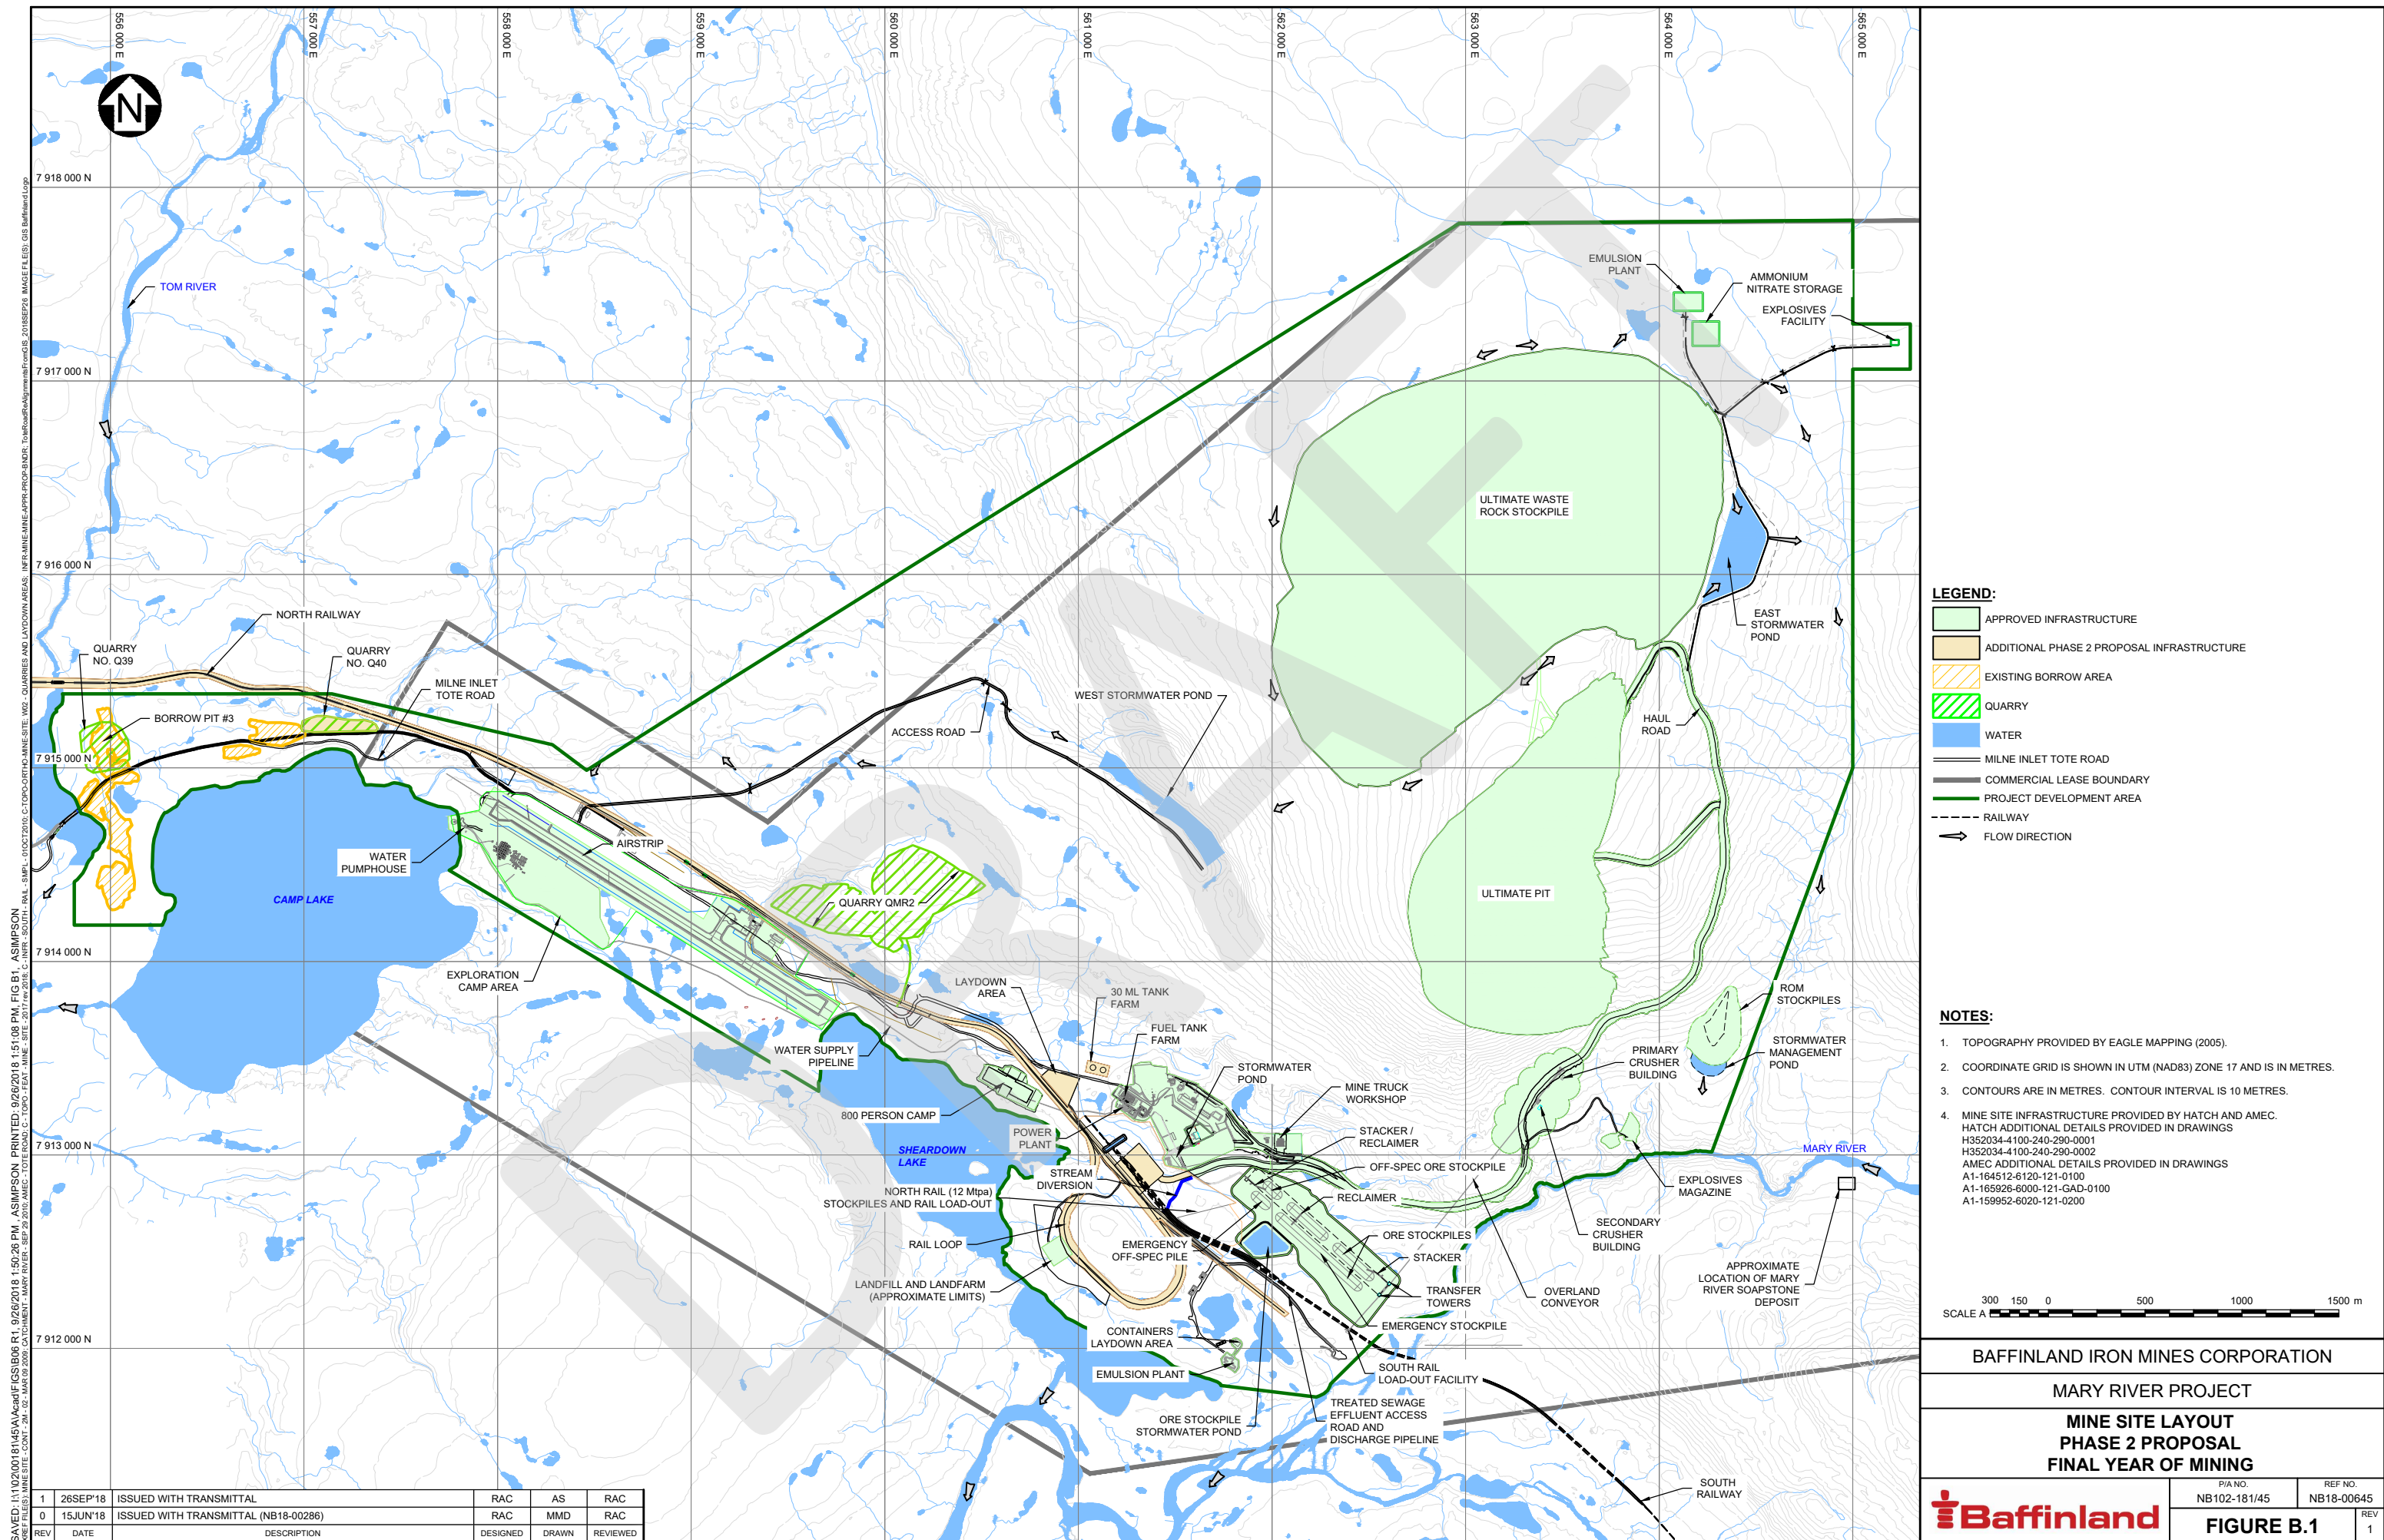 556 000 E
557 000 E
558 000 E
559 000 E
560 000 E
561 000 E
562 000 E
563 000 E
564 000 E
565 000 E
N
7 918 000 N
7 917 000 N
7 916 000 N
7 915 000 N
7 914 000 N
7 913 000 N
7 912 000 N
DRAFT
TOM RIVER
EMULSION
PLANT
AMMONIUM
NITRATE STORAGE
EXPLOSIVES
FACILITY
ULTIMATE WASTE
ROCK STOCKPILE
EAST
STORMWATER
POND
NORTH RAILWAY
QUARRY
NO. Q39
QUARRY
NO. Q40
MILNE INLET
TOTE ROAD
BORROW PIT #3
WEST STORMWATER POND
ACCESS ROAD
HAUL
ROAD
AIRSTRIP
WATER
PUMPHOUSE
CAMP LAKE
QUARRY QMR2
ULTIMATE PIT
EXPLORATION
CAMP AREA
LAYDOWN
AREA
30 ML TANK
FARM
FUEL TANK
FARM
ROM
STOCKPILES
STORMWATER
MANAGEMENT
POND
PRIMARY
CRUSHER
BUILDING
WATER SUPPLY
PIPELINE
STORMWATER
POND
MINE TRUCK
WORKSHOP
800 PERSON CAMP
POWER
PLANT
STACKER /
RECLAIMER
SHEARDOWN
LAKE
MARY RIVER
STREAM
DIVERSION
OFF-SPEC ORE STOCKPILE
NORTH RAIL (12 Mtpa)
STOCKPILES AND RAIL LOAD-OUT
RECLAIMER
EXPLOSIVES
MAGAZINE
SECONDARY
CRUSHER
BUILDING
RAIL LOOP
EMERGENCY
OFF-SPEC PILE
ORE STOCKPILES
STACKER
LANDFILL AND LANDFARM
(APPROXIMATE LIMITS)
TRANSFER
TOWERS
OVERLAND
CONVEYOR
APPROXIMATE
LOCATION OF MARY
RIVER SOAPSTONE
DEPOSIT
EMERGENCY STOCKPILE
CONTAINERS
LAYDOWN AREA
EMULSION PLANT
SOUTH RAIL
LOAD-OUT FACILITY
ORE STOCKPILE
STORMWATER POND
TREATED SEWAGE
EFFLUENT ACCESS
ROAD AND
DISCHARGE PIPELINE
SOUTH
RAILWAY
LEGEND:
APPROVED INFRASTRUCTURE
ADDITIONAL PHASE 2 PROPOSAL INFRASTRUCTURE
EXISTING BORROW AREA
QUARRY
WATER
MILNE INLET TOTE ROAD
COMMERCIAL LEASE BOUNDARY
PROJECT DEVELOPMENT AREA
RAILWAY
FLOW DIRECTION
NOTES:
1. TOPOGRAPHY PROVIDED BY EAGLE MAPPING (2005).
2. COORDINATE GRID IS SHOWN IN UTM (NAD83) ZONE 17 AND IS IN METRES.
3. CONTOURS ARE IN METRES. CONTOUR INTERVAL IS 10 METRES.
4. MINE SITE INFRASTRUCTURE PROVIDED BY HATCH AND AMEC.
HATCH ADDITIONAL DETAILS PROVIDED IN DRAWINGS
H352034-4100-240-290-0001
H352034-4100-240-290-0002
AMEC ADDITIONAL DETAILS PROVIDED IN DRAWINGS
A1-164512-6120-121-0100
A1-165926-6000-121-GAD-0100
A1-159952-6020-121-0200
300 150 0 500 1000 1500 m
SCALE A
BAFFINLAND IRON MINES CORPORATION
MARY RIVER PROJECT
MINE SITE LAYOUT
PHASE 2 PROPOSAL
FINAL YEAR OF MINING
Baffinland
P/A NO.
NB102-181/45
REF NO.
NB18-00645
FIGURE B.1
REV
1
1 26SEP'18 ISSUED WITH TRANSMITTAL RAC AS RAC
0 15JUN'18 ISSUED WITH TRANSMITTAL (NB18-00286) RAC MMD RAC
REV DATE DESCRIPTION DESIGNED DRAWN REVIEWED